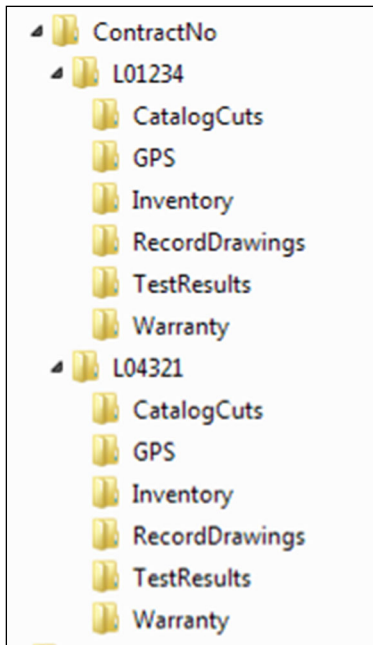 ContractNo
L01234
CatalogCuts
GPS
Inventory
RecordDrawings
TestResults
Warranty
L04321
CatalogCuts
GPS
Inventory
RecordDrawings
TestResults
Warranty